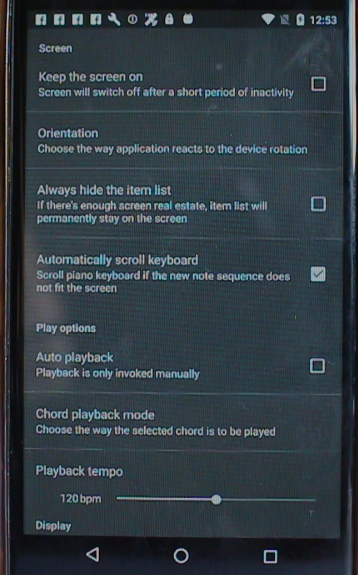 12:53
Screen
Keep the screen on
Screen will switch off after a short period of inactivity
Orientation
Choose the way application reacts to the device rotation
Always hide the item list
If there's enough screen real estate, item list will
permanently stay on the screen
Automatically scroll keyboard
Scroll piano keyboard if the new note sequence does
not fit the screen
Play options
Auto playback
Playback is only invoked manually
Chord playback mode
Choose the way the selected chord is to be played
Playback tempo
120 bpm
Display